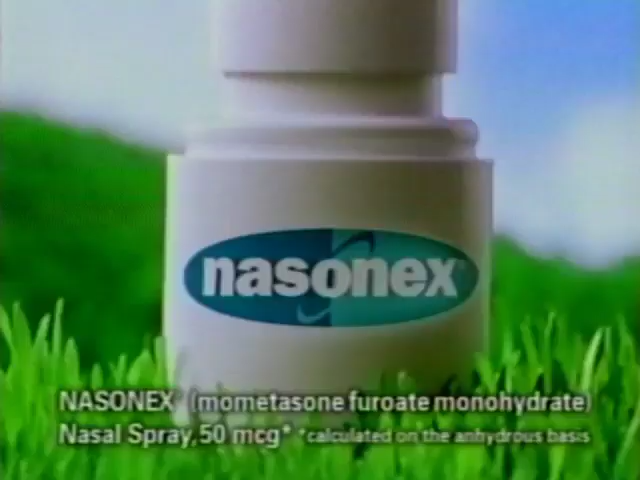 nasonex
NASONEX® (mometasone furoate monohydrate)
Nasal Spray, 50 mcg* *calculated on the anhydrous basis